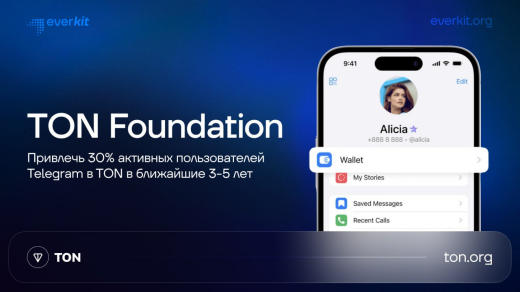 everkit
everkit.org
TON Foundation
Привлечь 30% активных пользователей
Telegram в TON в ближайшие 3-5 лет
9:41
Edit
Alicia
+888 8 888 • @alicia
Wallet
My Stories
Saved Messages
Recent Calls
TON
ton.org